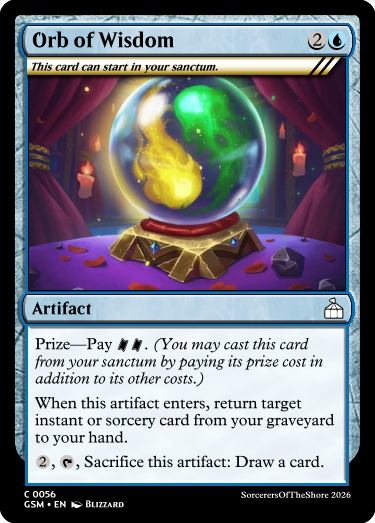 Orb of Wisdom 2
This card can start in your sanctum.
Artifact
Prize—Pay . (You may cast this card
from your sanctum by paying its prize cost in
addition to its other costs.)
When this artifact enters, return target
instant or sorcery card from your graveyard
to your hand.
2, , Sacrifice this artifact: Draw a card.
C 0056
GSM • EN Blizzard
SorcerersOfTheShore 2026